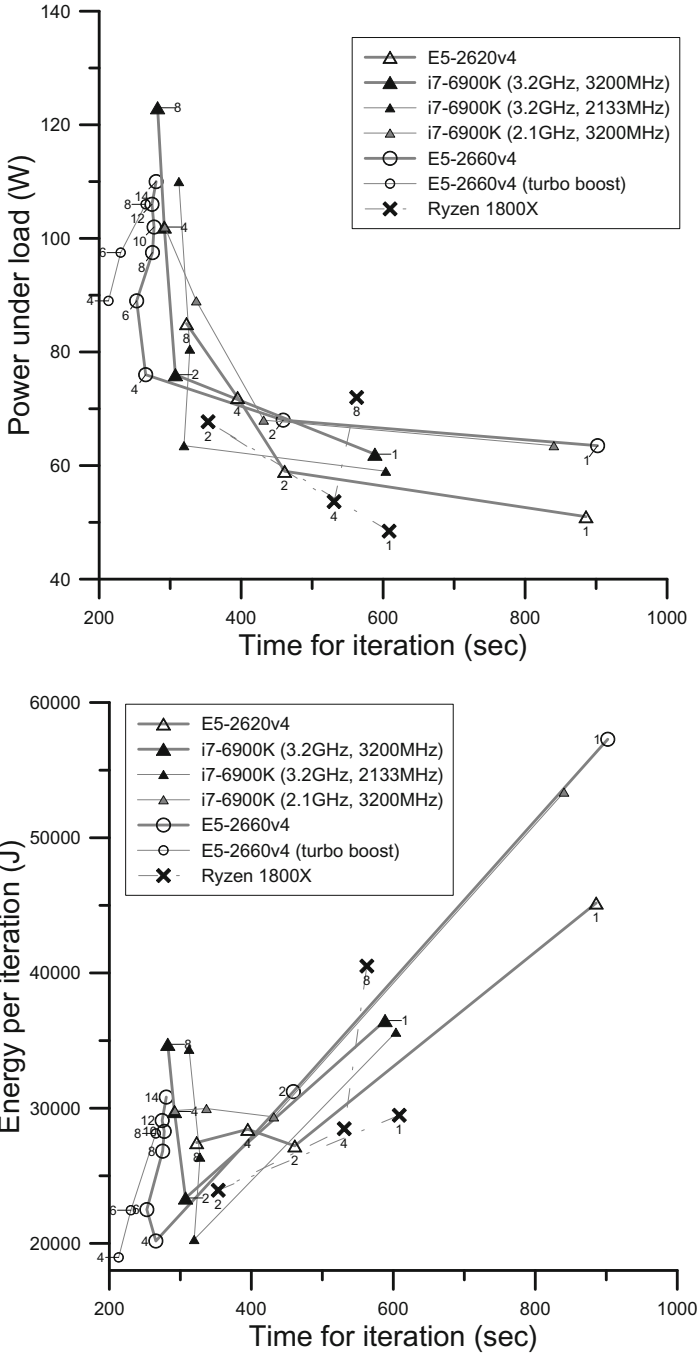 140
120
100
80
60
40
Power under load (W)
E5-2620v4
i7-6900K (3.2GHz, 3200MHz)
i7-6900K (3.2GHz, 2133MHz)
i7-6900K (2.1GHz, 3200MHz)
E5-2660v4
E5-2660v4 (turbo boost)
Ryzen 1800X
8
14
8
12
4
10
6
8
4
6
8
2
4
4
2
8
2
1
1
2
4
1
1
200 400 600 800 1000
Time for iteration (sec)
60000
50000
40000
30000
20000
Energy per iteration (J)
E5-2620v4
i7-6900K (3.2GHz, 3200MHz)
i7-6900K (3.2GHz, 2133MHz)
i7-6900K (2.1GHz, 3200MHz)
E5-2660v4
E5-2660v4 (turbo boost)
Ryzen 1800X
1
1
8
8
1
2
14
4
12
8
10
4
4
1
8
8
2
2
2
6
6
4
4
200 400 600 800 1000
Time for iteration (sec)